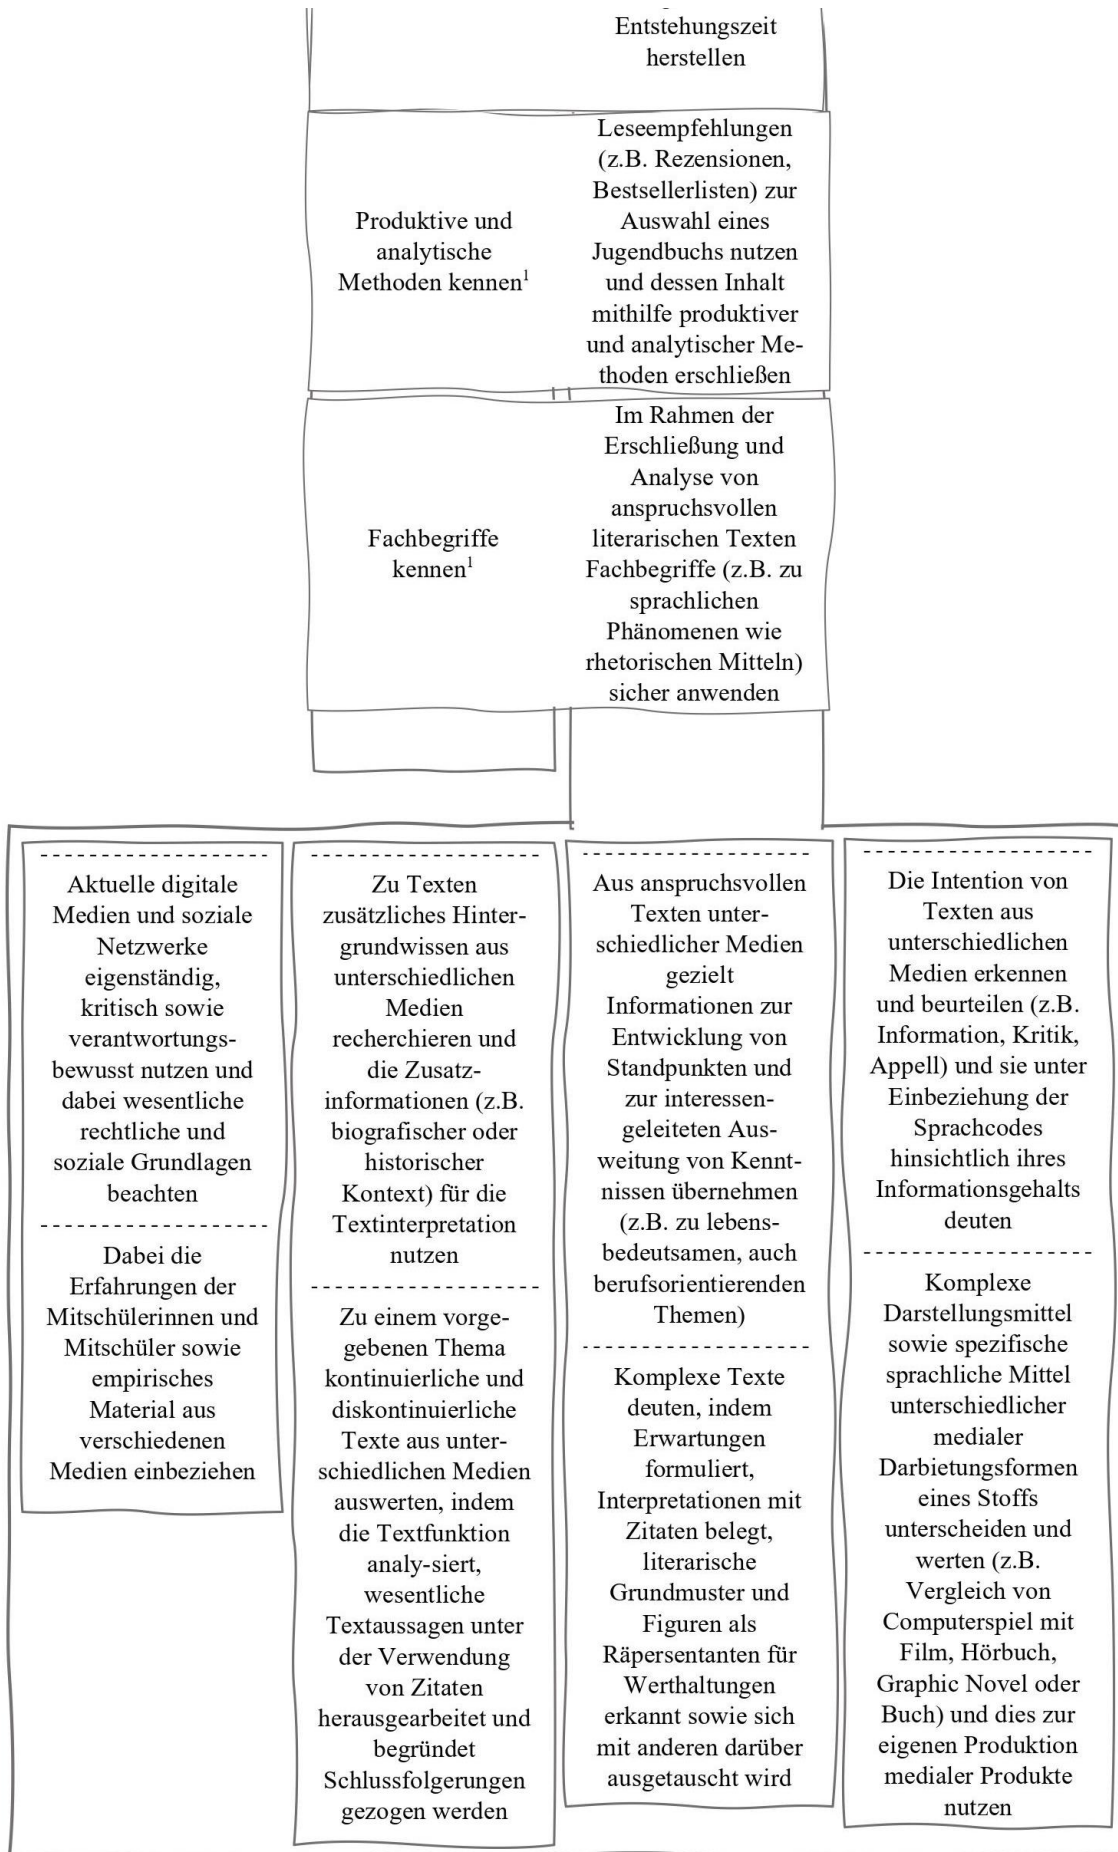 Entstehungszeit
herstellen
Produktive und
analytische
Methoden kennen¹
Leseempfehlungen
(z.B. Rezensionen,
Bestsellerlisten) zur
Auswahl eines
Jugendbuchs nutzen
und dessen Inhalt
mithilfe produktiver
und analytischer Me-
thoden erschließen
Fachbegriffe
kennen¹
Im Rahmen der
Erschließung und
Analyse von
anspruchsvollen
literarischen Texten
Fachbegriffe (z.B. zu
sprachlichen
Phänomenen wie
rhetorischen Mitteln)
sicher anwenden
Aktuelle digitale
Medien und soziale
Netzwerke
eigenständig,
kritisch sowie
verantwortungs-
bewusst nutzen und
dabei wesentliche
rechtliche und
soziale Grundlagen
beachten
Dabei die
Erfahrungen der
Mitschülerinnen und
Mitschüler sowie
empirisches
Material aus
verschiedenen
Medien einbeziehen
Zu Texten
zusätzliches Hinter-
grundwissen aus
unterschiedlichen
Medien
recherchieren und
die Zusatz-
informationen (z.B.
biografischer oder
historischer
Kontext) für die
Textinterpretation
nutzen
Zu einem vorge-
gebenen Thema
kontinuierliche und
diskontinuierliche
Texte aus unter-
schiedlichen Medien
auswerten, indem
die Textfunktion
analy-siert,
wesentliche
Textaussagen unter
der Verwendung
von Zitaten
herausgearbeitet und
begründet
Schlussfolgerungen
gezogen werden
Aus anspruchsvollen
Texten unter-
schiedlicher Medien
gezielt
Informationen zur
Entwicklung von
Standpunkten und
zur interessen-
geleiteten Aus-
weitung von Kennt-
nissen übernehmen
(z.B. zu lebens-
bedeutsamen, auch
berufsorientierenden
Themen)
Komplexe Texte
deuten, indem
Erwartungen
formuliert,
Interpretationen mit
Zitaten belegt,
literarische
Grundmuster und
Figuren als
Räpersentanten für
Werthaltungen
erkannt sowie sich
mit anderen darüber
ausgetauscht wird
Die Intention von
Texten aus
unterschiedlichen
Medien erkennen
und beurteilen (z.B.
Information, Kritik,
Appell) und sie unter
Einbeziehung der
Sprachcodes
hinsichtlich ihres
Informationsgehalts
deuten
Komplexe
Darstellungsmittel
sowie spezifische
sprachliche Mittel
unterschiedlicher
medialer
Darbietungsformen
eines Stoffs
unterscheiden und
werten (z.B.
Vergleich von
Computerspiel mit
Film, Hörbuch,
Graphic Novel oder
Buch) und dies zur
eigenen Produktion
medialer Produkte
nutzen